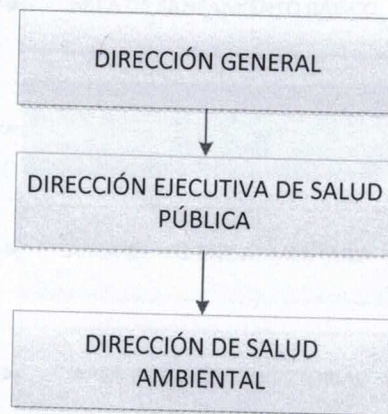 DIRECCIÓN GENERAL
DIRECCIÓN EJECUTIVA DE SALUD
PÚBLICA
DIRECCIÓN DE SALUD
AMBIENTAL